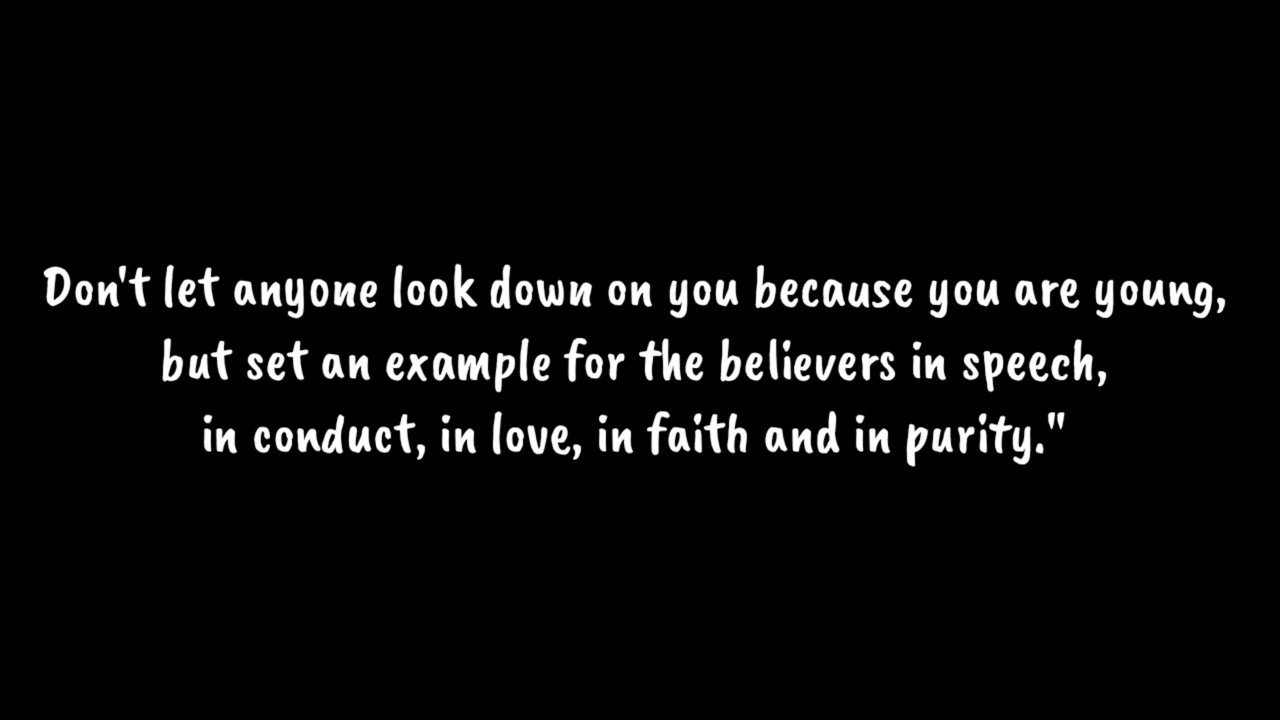 Don't let anyone look down on you because you are young,
but set an example for the believers in speech,
in conduct, in love, in faith and in purity."